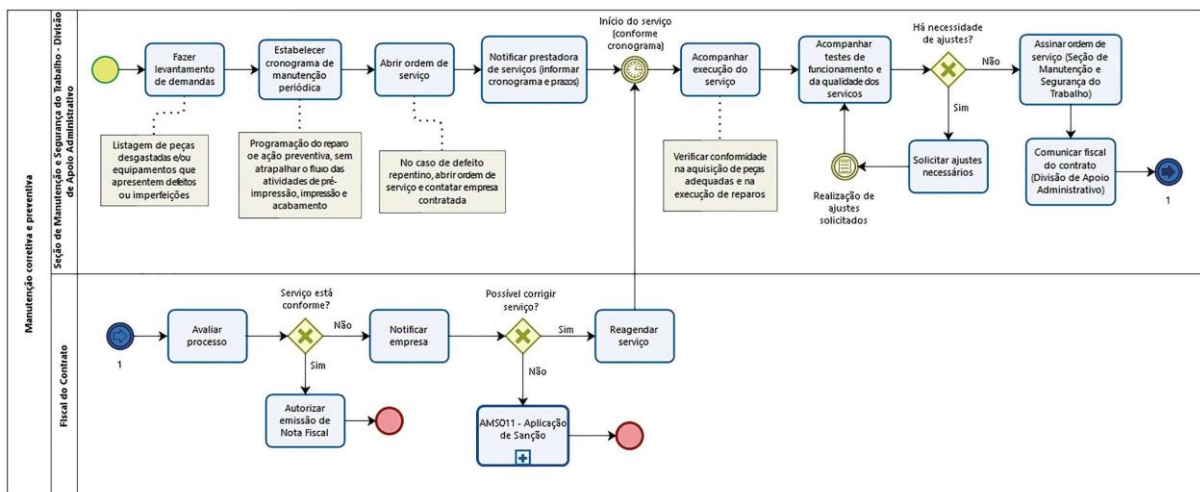 Manutenção corretiva e preventiva
Seção de Manutenção e Segurança do Trabalho - Divisão
de Apoio Administrativo
Fazer
levantamento
de demandas
Estabelecer
cronograma de
manutenção
periódica
Abrir ordem de
serviço
Notificar prestadora
de serviços (informar
cronograma e prazos)
Início do serviço
(conforme
cronograma)
Acompanhar
execução do
serviço
Acompanhar
testes de
funcionamento e
da qualidade dos
servicos
Há necessidade
de ajustes?
Não
Sim
Assinar ordem de
serviço (Seção de
Manutenção e
Segurança do
Trabalho)
Listagem de peças
desgastadas e/ou
equipamentos que
apresentem defeitos
ou imperfeições
Programação do reparo
oe ação preventiva, sem
atrapalhar o fluxo das
atividades de pré-
impressão, impressão e
acabamento
No caso de defeito
repentino, abrir ordem
de serviço e contatar empresa
contratada
Verificar conformidade
na aquisição de peças
adequadas e na
execução de reparos
Realização de
ajustes
solicitados
Solicitar ajustes
necessários
Comunicar fiscal
do contrato
(Divisão de Apoio
Administrativo)
1
Fiscal do Contrato
1
Avaliar
processo
Serviço está
conforme?
Não
Sim
Notificar
empresa
Possível corrigir
serviço?
Sim
Não
Reagendar
serviço
Autorizar
emissão de
Nota Fiscal
AMS011 - Aplicação
de Sanção